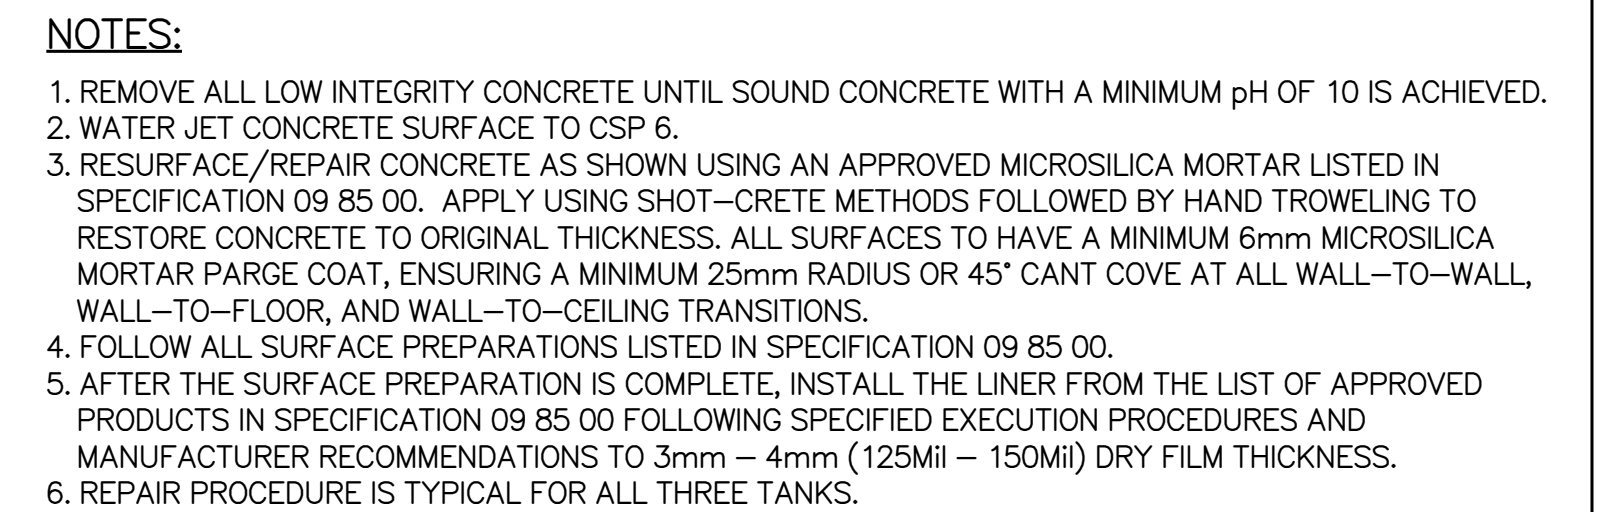 NOTES:
1. REMOVE ALL LOW INTEGRITY CONCRETE UNTIL SOUND CONCRETE WITH A MINIMUM pH OF 10 IS ACHIEVED.
2. WATER JET CONCRETE SURFACE TO CSP 6.
3. RESURFACE/REPAIR CONCRETE AS SHOWN USING AN APPROVED MICROSILICA MORTAR LISTED IN
SPECIFICATION 09 85 00. APPLY USING SHOT–CRETE METHODS FOLLOWED BY HAND TROWELING TO
RESTORE CONCRETE TO ORIGINAL THICKNESS. ALL SURFACES TO HAVE A MINIMUM 6mm MICROSILICA
MORTAR PARGE COAT, ENSURING A MINIMUM 25mm RADIUS OR 45° CANT COVE AT ALL WALL–TO–WALL,
WALL–TO–FLOOR, AND WALL–TO–CEILING TRANSITIONS.
4. FOLLOW ALL SURFACE PREPARATIONS LISTED IN SPECIFICATION 09 85 00.
5. AFTER THE SURFACE PREPARATION IS COMPLETE, INSTALL THE LINER FROM THE LIST OF APPROVED
PRODUCTS IN SPECIFICATION 09 85 00 FOLLOWING SPECIFIED EXECUTION PROCEDURES AND
MANUFACTURER RECOMMENDATIONS TO 3mm – 4mm (125Mil – 150Mil) DRY FILM THICKNESS.
6. REPAIR PROCEDURE IS TYPICAL FOR ALL THREE TANKS.